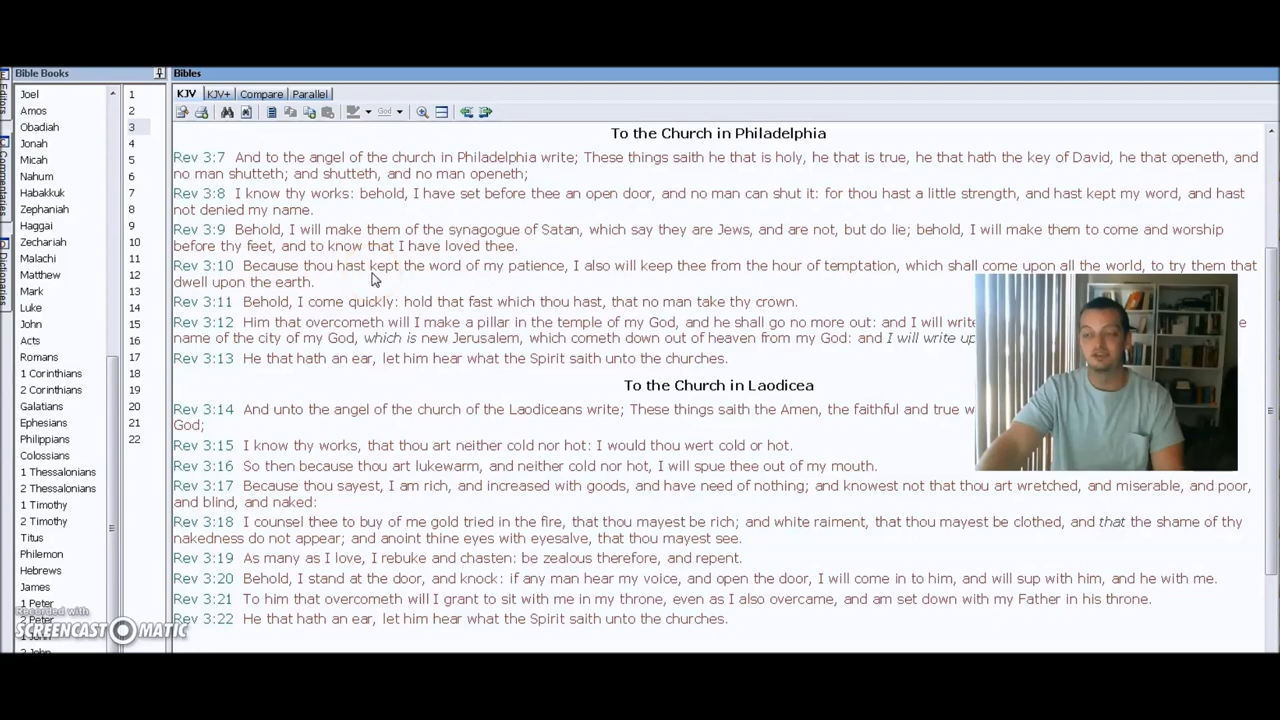 Bible Books
Bibles
Editors
Commentaries
Dictionaries
Joel
Amos
Obadiah
Jonah
Micah
Nahum
Habakkuk
Zephaniah
Haggai
Zechariah
Malachi
Matthew
Mark
Luke
John
Acts
Romans
1 Corinthians
2 Corinthians
Galatians
Ephesians
Philippians
Colossians
1 Thessalonians
2 Thessalonians
1 Timothy
2 Timothy
Titus
Philemon
Hebrews
James
1 Peter
2 Peter
1 John
2 John
Recorded with
SCREENCAST MATIC
1
2
3
4
5
6
7
8
9
10
11
12
13
14
15
16
17
18
19
20
21
22
KJV KJV+ Compare Parallel
God
To the Church in Philadelphia
Rev 3:7 And to the angel of the church in Philadelphia write; These things saith he that is holy, he that is true, he that hath the key of David, he that openeth, and
no man shutteth; and shutteth, and no man openeth;
Rev 3:8 I know thy works: behold, I have set before thee an open door, and no man can shut it: for thou hast a little strength, and hast kept my word, and hast
not denied my name.
Rev 3:9 Behold, I will make them of the synagogue of Satan, which say they are Jews, and are not, but do lie; behold, I will make them to come and worship
before thy feet, and to know that I have loved thee.
Rev 3:10 Because thou hast kept the word of my patience, I also will keep thee from the hour of temptation, which shall come upon all the world, to try them that
dwell upon the earth.
Rev 3:11 Behold, I come quickly: hold that fast which thou hast, that no man take thy crown.
Rev 3:12 Him that overcometh will I make a pillar in the temple of my God, and he shall go no more out: and I will write
name of the city of my God, which is new Jerusalem, which cometh down out of heaven from my God: and I will write up
Rev 3:13 He that hath an ear, let him hear what the Spirit saith unto the churches.
To the Church in Laodicea
Rev 3:14 And unto the angel of the church of the Laodiceans write; These things saith the Amen, the faithful and true w
God;
Rev 3:15 I know thy works, that thou art neither cold nor hot: I would thou wert cold or hot.
Rev 3:16 So then because thou art lukewarm, and neither cold nor hot, I will spue thee out of my mouth.
Rev 3:17 Because thou sayest, I am rich, and increased with goods, and have need of nothing; and knowest not that thou art wretched, and miserable, and poor,
and blind, and naked:
Rev 3:18 I counsel thee to buy of me gold tried in the fire, that thou mayest be rich; and white raiment, that thou mayest be clothed, and that the shame of thy
nakedness do not appear; and anoint thine eyes with eyesalve, that thou mayest see.
Rev 3:19 As many as I love, I rebuke and chasten: be zealous therefore, and repent.
Rev 3:20 Behold, I stand at the door, and knock: if any man hear my voice, and open the door, I will come in to him, and will sup with him, and he with me.
Rev 3:21 To him that overcometh will I grant to sit with me in my throne, even as I also overcame, and am set down with my Father in his throne.
Rev 3:22 He that hath an ear, let him hear what the Spirit saith unto the churches.